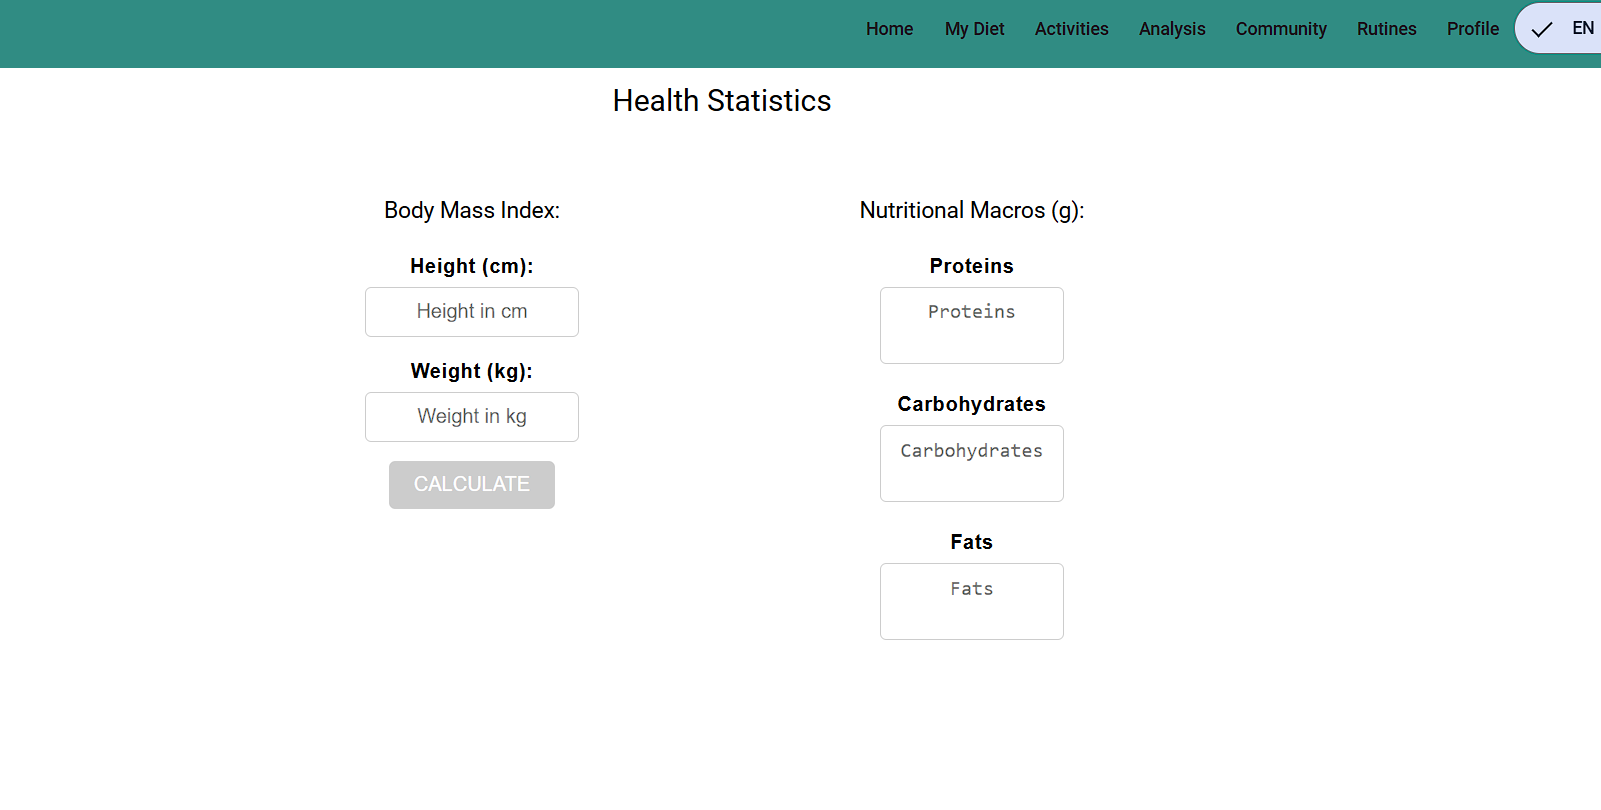 Home My Diet Activities Analysis Community Rutines Profile EN
Health Statistics
Body Mass Index:
Height (cm):
Height in cm
Weight (kg):
Weight in kg
CALCULATE
Nutritional Macros (g):
Proteins
Proteins
Carbohydrates
Carbohydrates
Fats
Fats